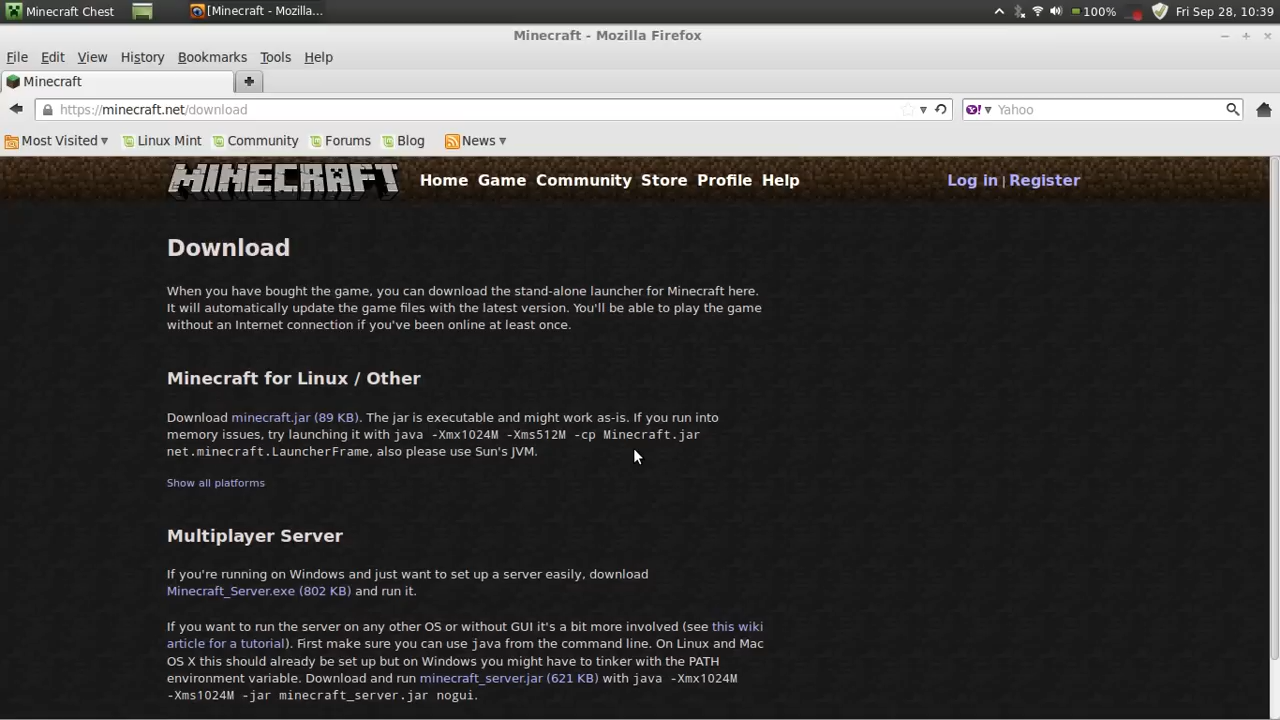 Minecraft Chest [Minecraft - Mozilla... 100% Fri Sep 28, 10:39
Minecraft - Mozilla Firefox
File Edit View History Bookmarks Tools Help
Minecraft
https://minecraft.net/download Yahoo
Most Visited Linux Mint Community Forums Blog News
MINECRAFT Home Game Community Store Profile Help Log in | Register
Download
When you have bought the game, you can download the stand-alone launcher for Minecraft here.
It will automatically update the game files with the latest version. You'll be able to play the game
without an Internet connection if you've been online at least once.
Minecraft for Linux / Other
Download minecraft.jar (89 KB). The jar is executable and might work as-is. If you run into
memory issues, try launching it with java -Xmx1024M -Xms512M -cp Minecraft.jar
net.minecraft.LauncherFrame, also please use Sun's JVM.
Show all platforms
Multiplayer Server
If you're running on Windows and just want to set up a server easily, download
Minecraft_Server.exe (802 KB) and run it.
If you want to run the server on any other OS or without GUI it's a bit more involved (see this wiki
article for a tutorial). First make sure you can use java from the command line. On Linux and Mac
OS X this should already be set up but on Windows you might have to tinker with the PATH
environment variable. Download and run minecraft_server.jar (621 KB) with java -Xmx1024M
-Xms1024M -jar minecraft_server.jar nogui.